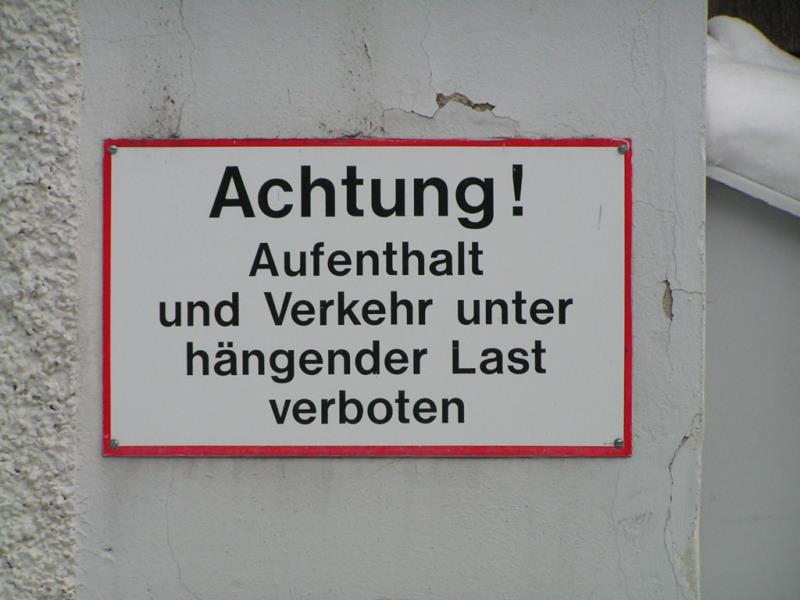 Achtung!
Aufenthalt
und Verkehr unter
hängender Last
verboten